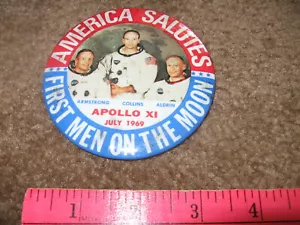 AMERICA SALUTES
ARMSTRONG COLLINS ALDRIN
APOLLO XI
JULY 1969
FIRST MEN ON THE MOON
1 2 3 4